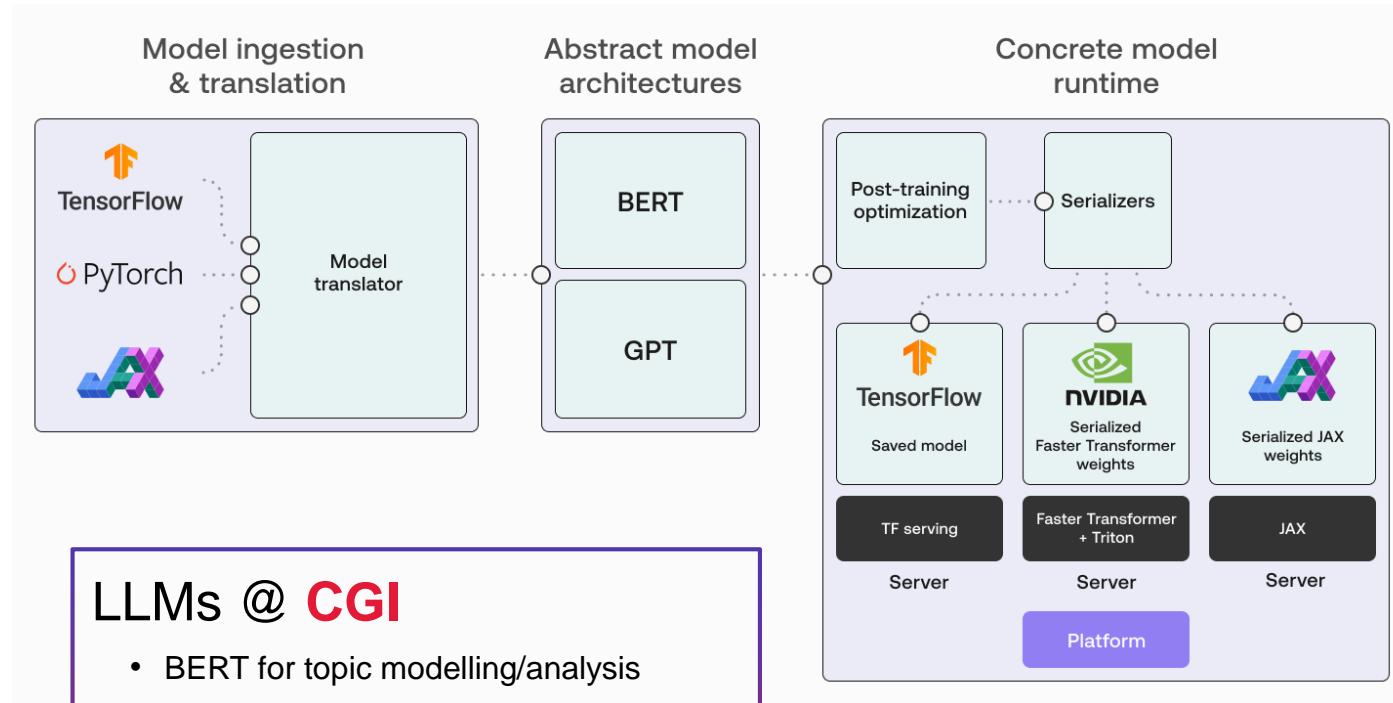 Model ingestion
& translation
Abstract model
architectures
Concrete model
runtime
TensorFlow
PyTorch
JAX
Model
translator
BERT
GPT
Post-training
optimization
Serializers
TensorFlow
Saved model
NVIDIA
Serialized
Faster Transformer
weights
JAX
Serialized JAX
weights
TF serving
Faster Transformer
+ Triton
JAX
Server
Server
Server
Platform
LLMs @ CGI
• BERT for topic modelling/analysis